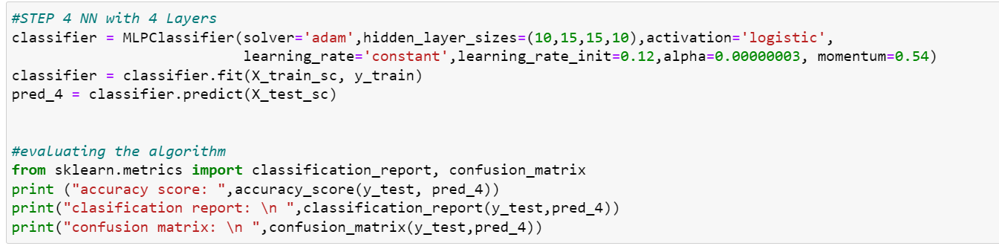 #STEP 4 NN with 4 Layers
classifier = MLPClassifier(solver='adam',hidden_layer_sizes=(10,15,15,10),activation='logistic',
learning_rate='constant',learning_rate_init=0.12,alpha=0.00000003, momentum=0.54)
classifier = classifier.fit(X_train_sc, y_train)
pred_4 = classifier.predict(X_test_sc)
#evaluating the algorithm
from sklearn.metrics import classification_report, confusion_matrix
print ("accuracy score: ",accuracy_score(y_test, pred_4))
print("clasification report: \n ",classification_report(y_test,pred_4))
print("confusion matrix: \n ",confusion_matrix(y_test,pred_4))